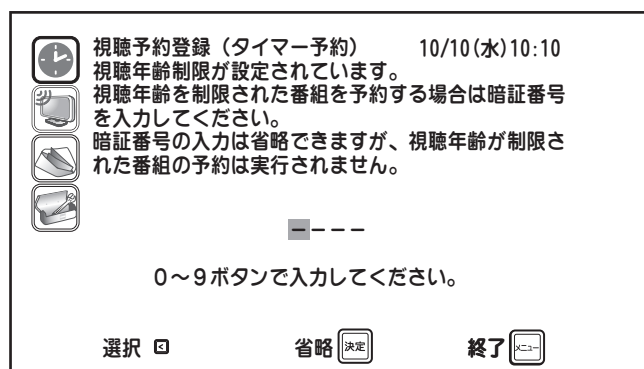 視聴予約登録（タイマー予約） 10/10(水)10:10
視聴年齢制限が設定されています。
視聴年齢を制限された番組を予約する場合は暗証番号
を入力してください。
暗証番号の入力は省略できますが、視聴年齢が制限さ
れた番組の予約は実行されません。
－－－－
0～9ボタンで入力してください。
選択 省略 決定 終了 メニュー